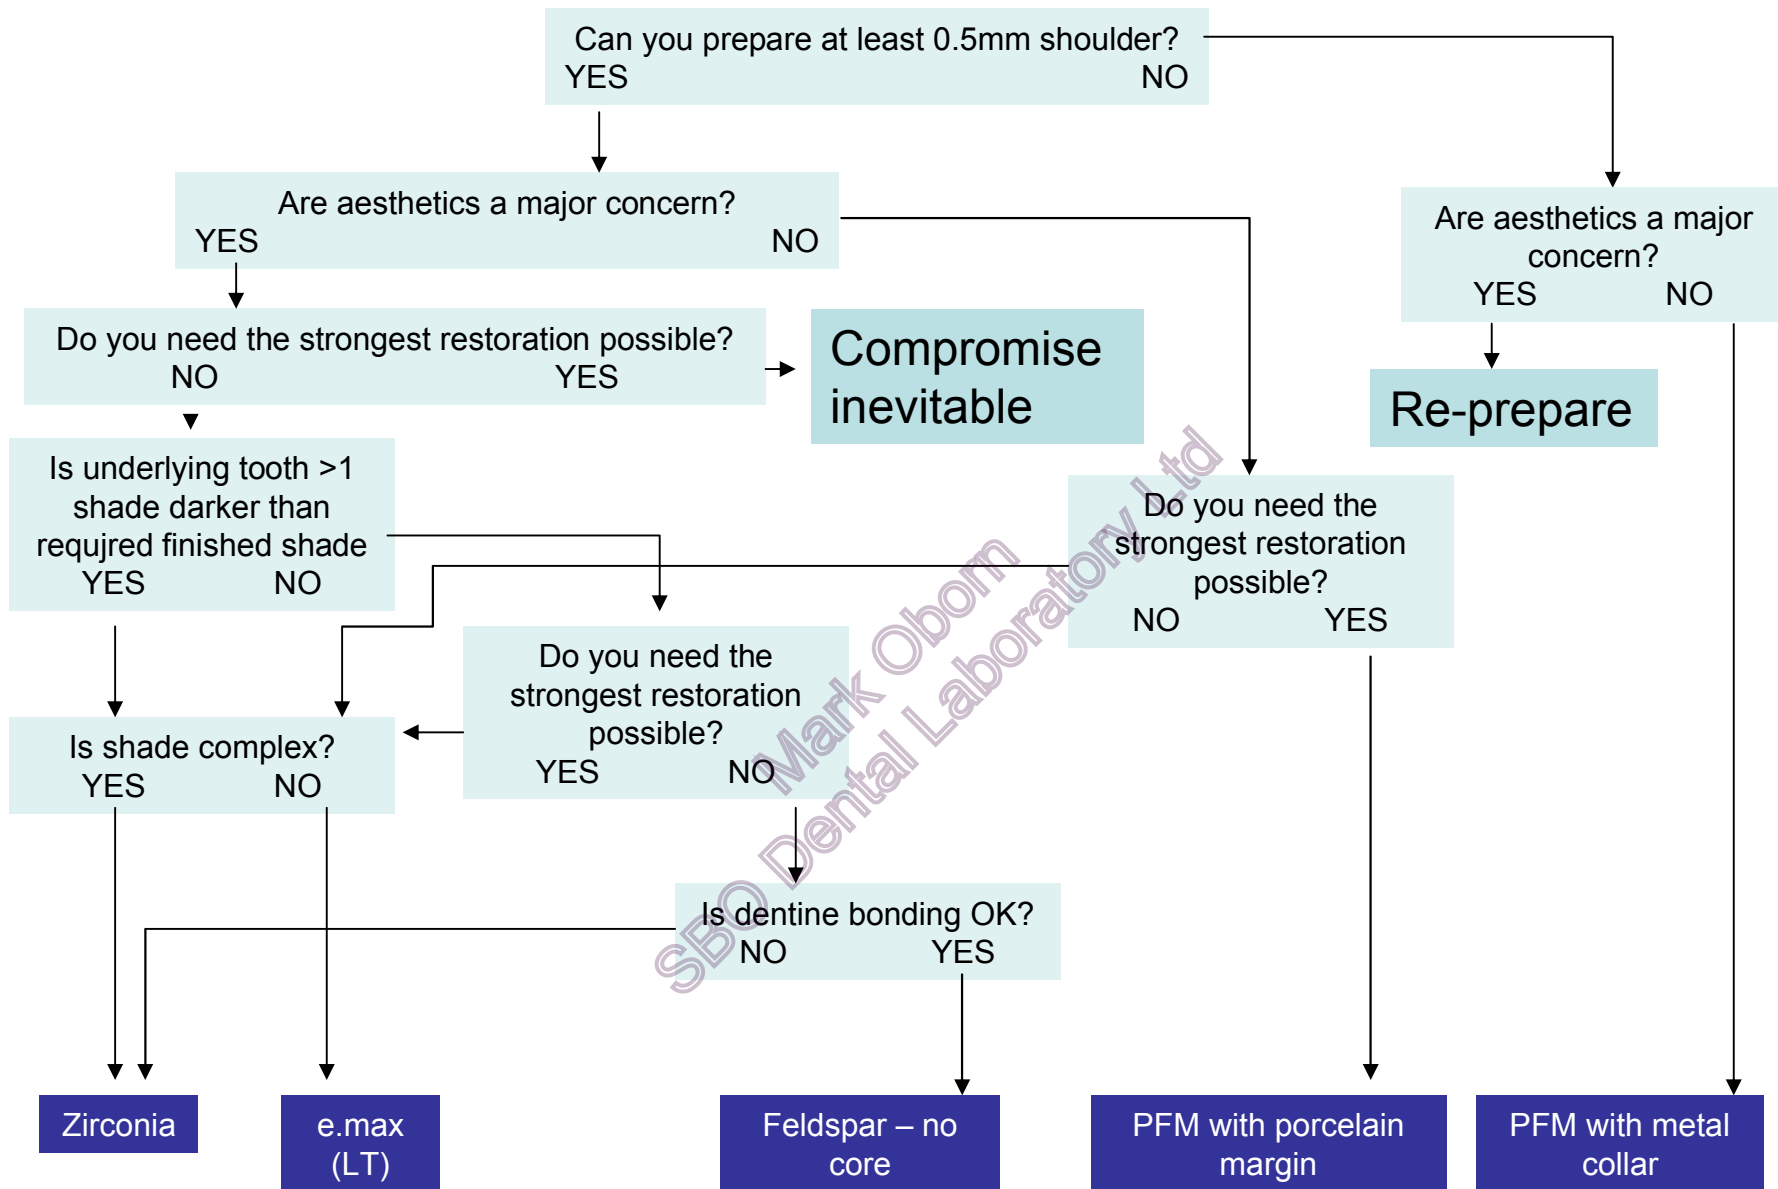 Can you prepare at least 0.5mm shoulder?
YES NO
Are aesthetics a major concern?
YES NO
Are aesthetics a major
concern?
YES NO
Do you need the strongest restoration possible?
NO YES
Compromise
inevitable
Re-prepare
Is underlying tooth >1
shade darker than
requjred finished shade
YES NO
Do you need the
strongest restoration
possible?
NO YES
Do you need the
strongest restoration
possible?
YES NO
Is shade complex?
YES NO
Is dentine bonding OK?
NO YES
Mark Oborn
SBO Dental Laboratory Ltd
Zirconia
e.max
(LT)
Feldspar – no
core
PFM with porcelain
margin
PFM with metal
collar